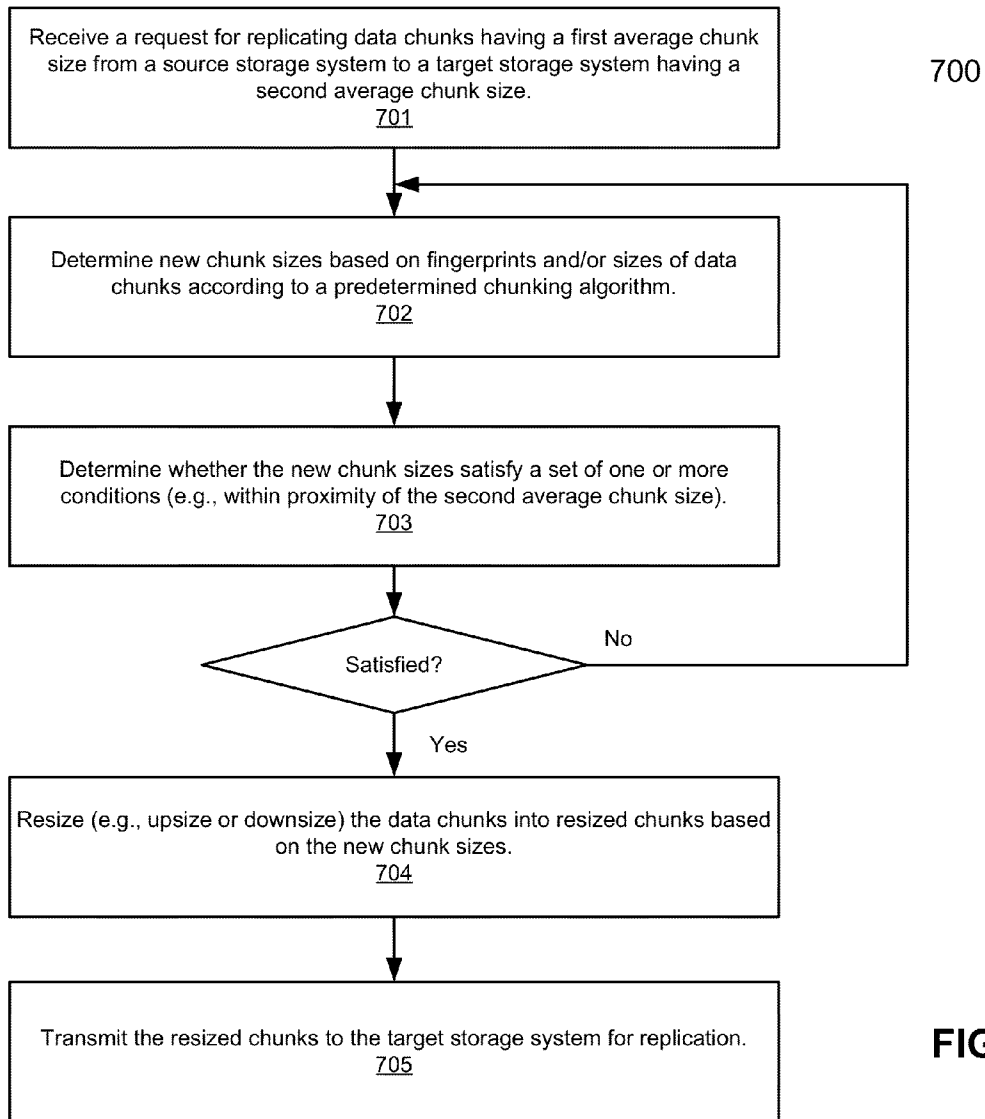 Receive a request for replicating data chunks having a first average chunk
size from a source storage system to a target storage system having a
second average chunk size.
701
700
Determine new chunk sizes based on fingerprints and/or sizes of data
chunks according to a predetermined chunking algorithm.
702
Determine whether the new chunk sizes satisfy a set of one or more
conditions (e.g., within proximity of the second average chunk size).
703
Satisfied?
No
Yes
Resize (e.g., upsize or downsize) the data chunks into resized chunks based
on the new chunk sizes.
704
Transmit the resized chunks to the target storage system for replication.
705